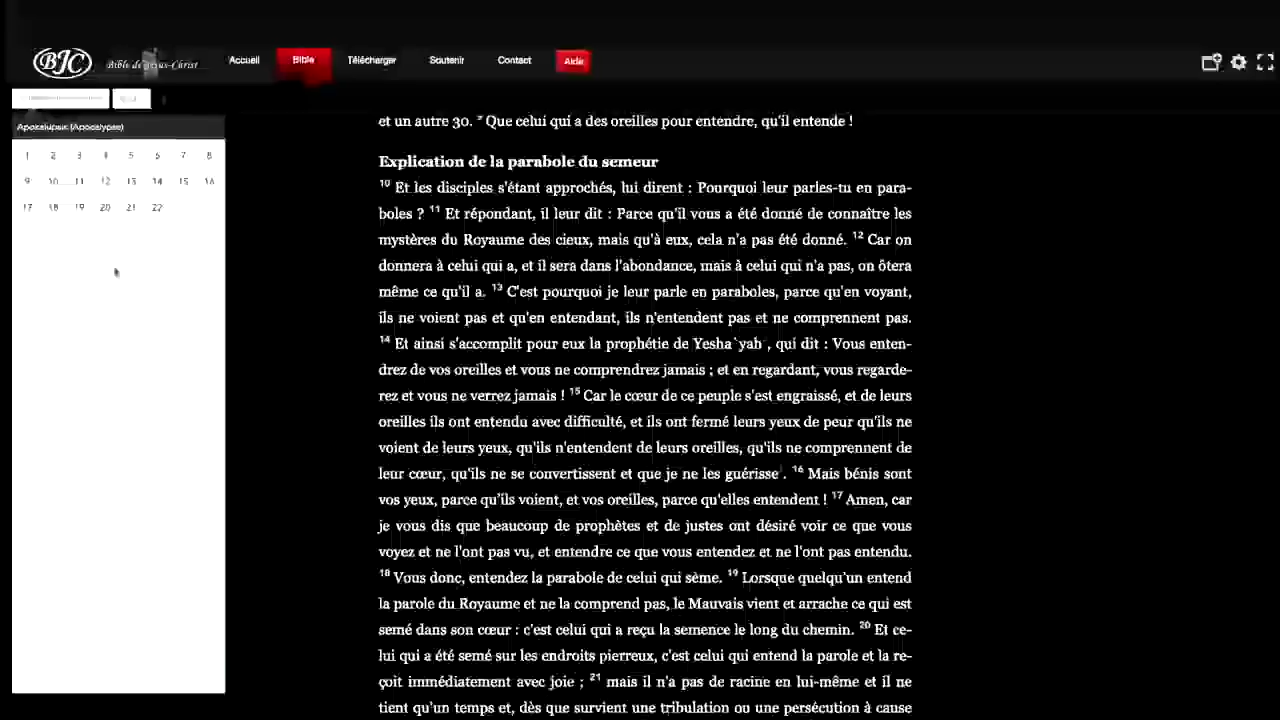 BJC
Bible de Jésus-Christ
Accueil
Bible
Télécharger
Soutenir
Contact
Aide
(Apocalypse)
1 2 3 4 5 6 7 8
9 10 11 12 13 14 15 16
17 18 19 20 21 22
et un autre 30. 9 Que celui qui a des oreilles pour entendre, qu'il entende !
Explication de la parabole du semeur
10 Et les disciples s'étant approchés, lui dirent : Pourquoi leur parles-tu en para-
boles ? 11 Et répondant, il leur dit : Parce qu'il vous a été donné de connaître les
mystères du Royaume des cieux, mais qu'à eux, cela n'a pas été donné. 12 Car on
donnera à celui qui a, et il sera dans l'abondance, mais à celui qui n'a pas, on ôtera
même ce qu'il a. 13 C'est pourquoi je leur parle en paraboles, parce qu'en voyant,
ils ne voient pas et qu'en entendant, ils n'entendent pas et ne comprennent pas.
14 Et ainsi s'accomplit pour eux la prophétie de Yesha`yah , qui dit : Vous enten-
drez de vos oreilles et vous ne comprendrez jamais ; et en regardant, vous regarde-
rez et vous ne verrez jamais ! 15 Car le cœur de ce peuple s'est engraissé, et de leurs
oreilles ils ont entendu avec difficulté, et ils ont fermé leurs yeux de peur qu'ils ne
voient de leurs yeux, qu'ils n'entendent de leurs oreilles, qu'ils ne comprennent de
leur cœur, qu'ils ne se convertissent et que je ne les guérisse . 16 Mais bénis sont
vos yeux, parce qu'ils voient, et vos oreilles, parce qu'elles entendent ! 17 Amen, car
je vous dis que beaucoup de prophètes et de justes ont désiré voir ce que vous
voyez et ne l'ont pas vu, et entendre ce que vous entendez et ne l'ont pas entendu.
18 Vous donc, entendez la parabole de celui qui sème. 19 Lorsque quelqu'un entend
la parole du Royaume et ne la comprend pas, le Mauvais vient et arrache ce qui est
semé dans son cœur : c'est celui qui a reçu la semence le long du chemin. 20 Et ce-
lui qui a été semé sur les endroits pierreux, c'est celui qui entend la parole et la re-
çoit immédiatement avec joie ; 21 mais il n'a pas de racine en lui-même et il ne
tient qu'un temps et, dès que survient une tribulation ou une persécution à cause